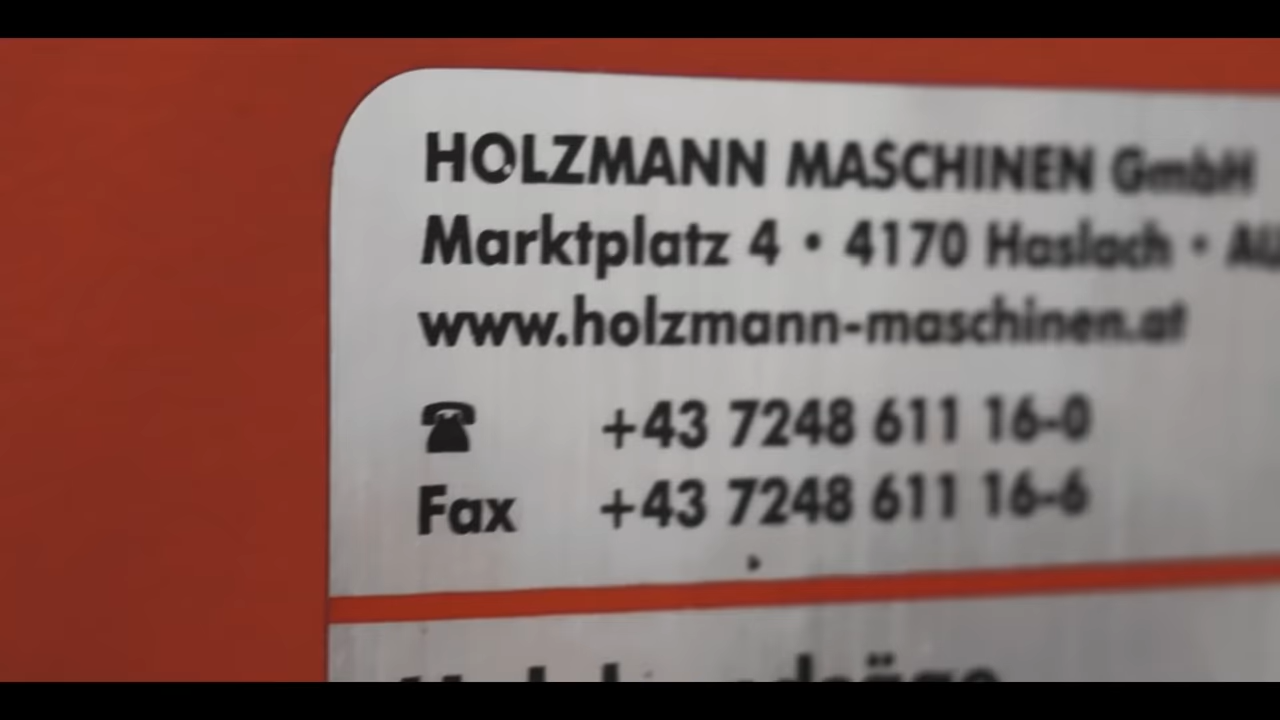 HOLZMANN MASCHINEN GmbH
Marktplatz 4 • 4170 Haslach •
www.holzmann-maschinen.at
☎ +43 7248 611 16-0
Fax +43 7248 611 16-6